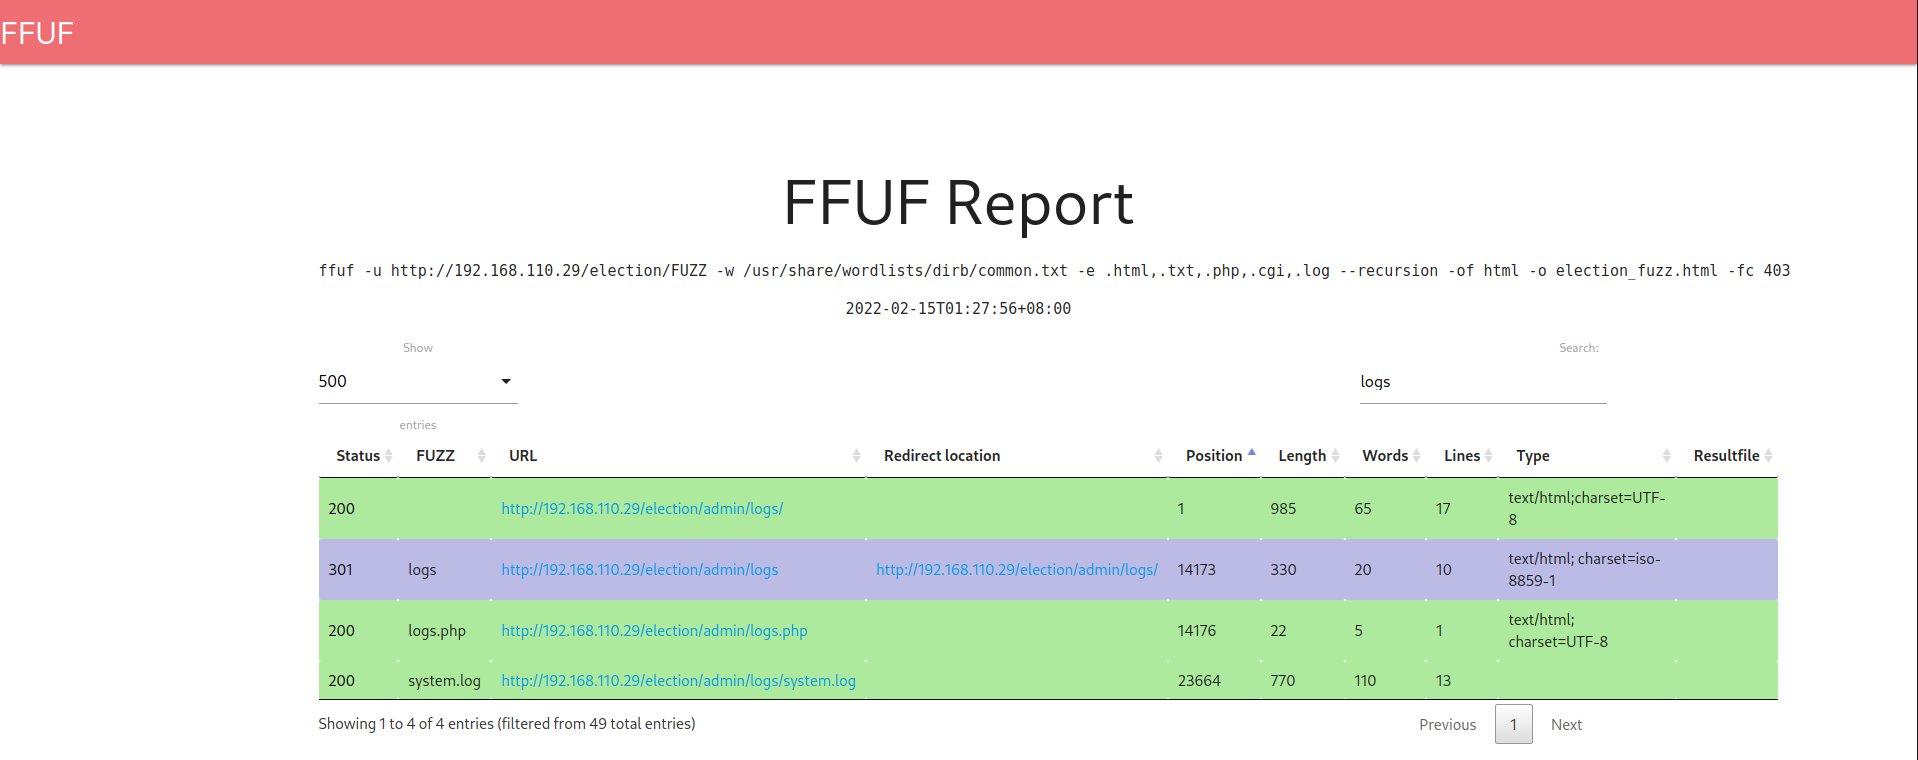 FFUF
FFUF Report
ffuf -u http://192.168.110.29/election/FUZZ -w /usr/share/wordlists/dirb/common.txt -e .html,.txt,.php,.cgi,.log --recursion -of html -o election_fuzz.html -fc 403
2022-02-15T01:27:56+08:00
Show Search:
500 logs
entries
Status FUZZ URL Redirect location Position Length Words Lines Type Resultfile
200 http://192.168.110.29/election/admin/logs/ 1 985 65 17 text/html;charset=UTF-
8
301 logs http://192.168.110.29/election/admin/logs http://192.168.110.29/election/admin/logs/ 14173 330 20 10 text/html; charset=iso-
8859-1
200 logs.php http://192.168.110.29/election/admin/logs.php 14176 22 5 1 text/html;
charset=UTF-8
200 system.log http://192.168.110.29/election/admin/logs/system.log 23664 770 110 13
Showing 1 to 4 of 4 entries (filtered from 49 total entries) Previous 1 Next